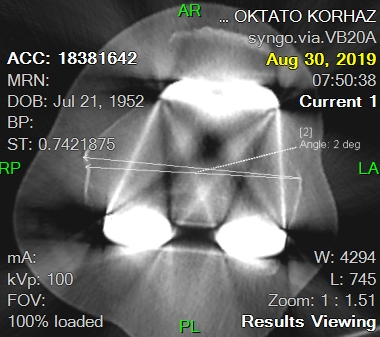 AR
... OKTATO KORHAZ
syngo.via.VB20A
ACC: 18381642
Aug 30, 2019
MRN:
07:50:38
DOB: Jul 21, 1952
Current 1
BP:
[2]
Angle: 2 deg
ST: 0.7421875
RP
LA
mA:
W: 4294
kVp: 100
L: 745
FOV:
Zoom: 1 : 1.51
100% loaded
PL
Results Viewing